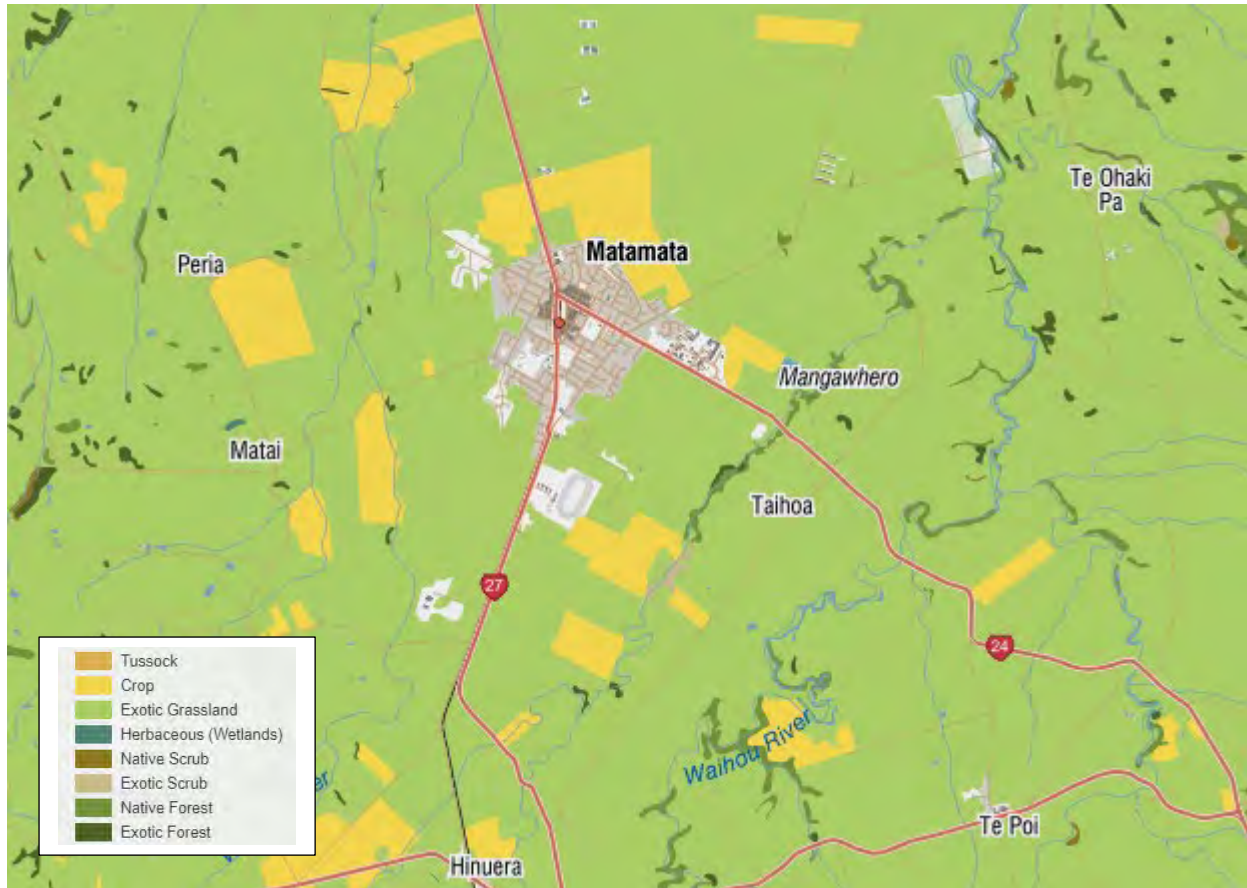 Te Ohaki
Pa
Matamata
Peria
Mangawhero
Matai
Taihoa
27
24
Waihou River
Te Poi
Hinuera
Tussock
Crop
Exotic Grassland
Herbaceous (Wetlands)
Native Scrub
Exotic Scrub
Native Forest
Exotic Forest